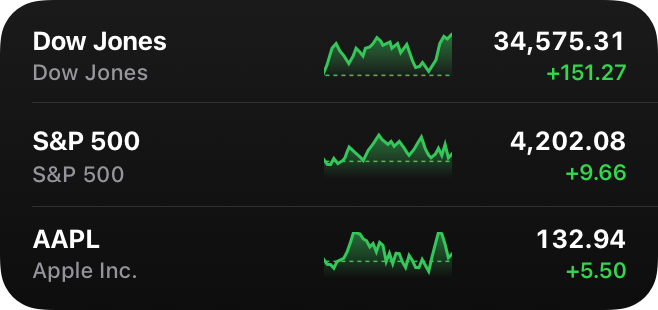 Dow Jones 34,575.31
Dow Jones +151.27
S&P 500 4,202.08
S&P 500 +9.66
AAPL 132.94
Apple Inc. +5.50